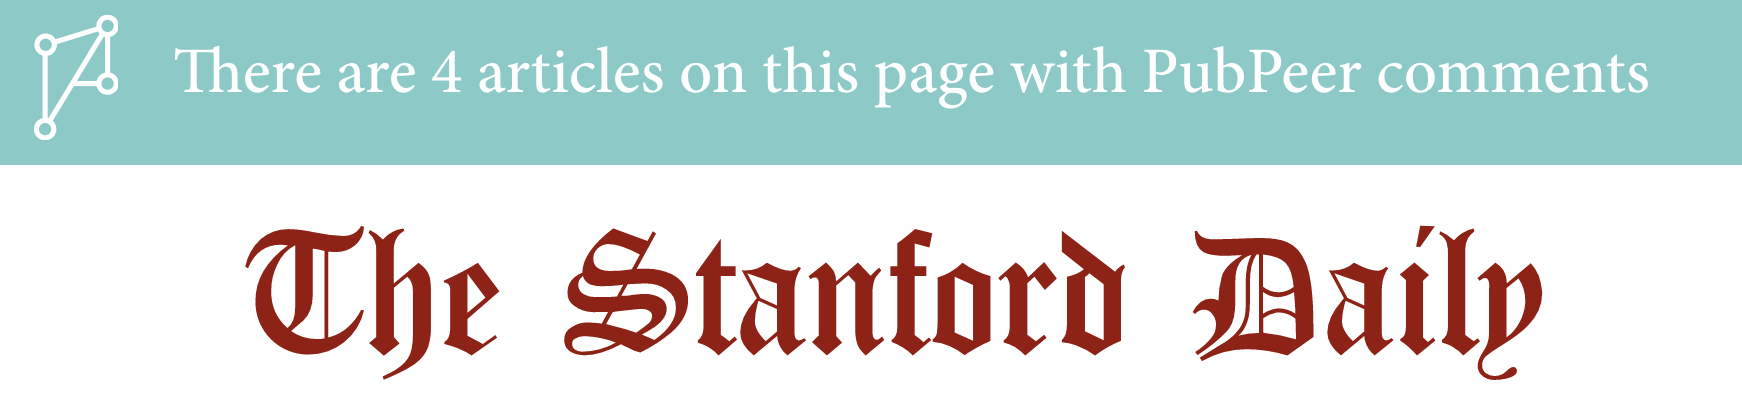 There are 4 articles on this page with PubPeer comments
The Stanford Daily